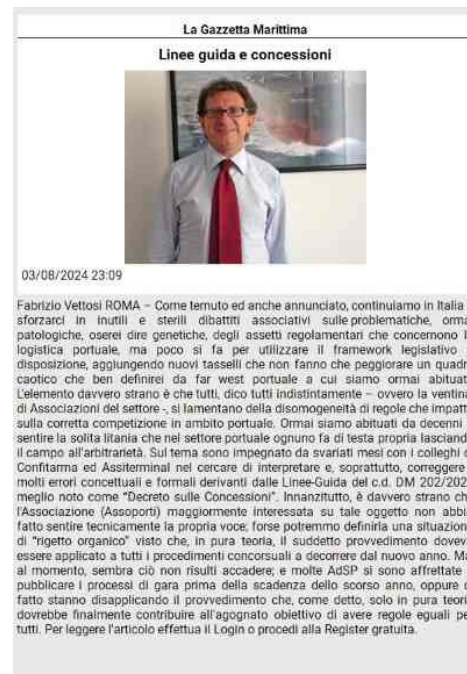 La Gazzetta Marittima
Linee guida e concessioni
03/08/2024 23:09
Fabrizio Vettosi ROMA – Come temuto ed anche annunciato, continuiamo in Italia
sforzarci in inutili e sterili dibattiti associativi sulle problematiche, orma
patologiche, oserei dire genetiche, degli assetti regolamentari che concernono l
logistica portuale, ma poco si fa per utilizzare il framework legislativo
disposizione, aggiungendo nuovi tasselli che non fanno che peggiorare un quadr
caotico che ben definirei da far west portuale a cui siamo ormai abituat
L'elemento davvero strano è che tutti, dico tutti indistintamente – ovvero la ventina
di Associazioni del settore -, si lamentano della disomogeneità di regole che impatt
sulla corretta competizione in ambito portuale. Ormai siamo abituati da decenni
sentire la solita litania che nel settore portuale ognuno fa di testa propria lasciand
il campo all'arbitrarietà. Sul tema sono impegnato da svariati mesi con i colleghi d
Confitarma ed Assiterminal nel cercare di interpretare e, soprattutto, correggere
molti errori concettuali e formali derivanti dalle Linee-Guida del c.d. DM 202/202
meglio noto come "Decreto sulle Concessioni". Innanzitutto, è davvero strano ch
l'Associazione (Assoporti) maggiormente interessata su tale oggetto non abbi
fatto sentire tecnicamente la propria voce; forse potremmo definirla una situazion
di "rigetto organico" visto che, in pura teoria, il suddetto provvedimento dovev
essere applicato a tutti i procedimenti concorsuali a decorrere dal nuovo anno. Ma
al momento, sembra ciò non risulti accadere; e molte AdSP si sono affrettate
pubblicare i processi di gara prima della scadenza dello scorso anno, oppure d
fatto stanno disapplicando il provvedimento che, come detto, solo in pura teori
dovrebbe finalmente contribuire all'agognato obiettivo di avere regole eguali pe
tutti. Per leggere l'articolo effettua il Login o procedi alla Register gratuita.